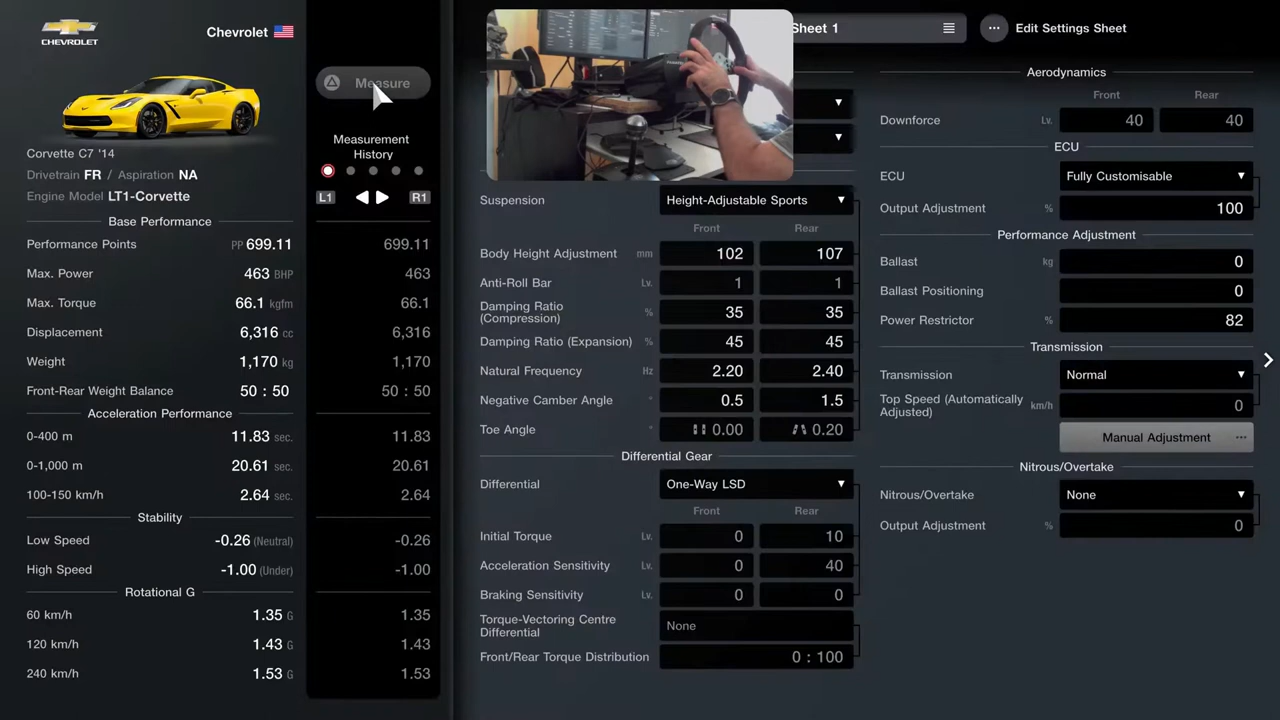 CHEVROLET
Chevrolet
Corvette C7 '14
Drivetrain FR / Aspiration NA
Engine Model LT1-Corvette
Base Performance
Performance Points PP 699.11
Max. Power 463 BHP
Max. Torque 66.1 kgfm
Displacement 6,316 cc
Weight 1,170 kg
Front-Rear Weight Balance 50 : 50
Acceleration Performance
0-400 m 11.83 sec.
0-1,000 m 20.61 sec.
100-150 km/h 2.64 sec.
Stability
Low Speed -0.26 (Neutral)
High Speed -1.00 (Under)
Rotational G
60 km/h 1.35 G
120 km/h 1.43 G
240 km/h 1.53 G
Measure
Measurement
History
L1 R1
699.11
463
66.1
6,316
1,170
50 : 50
11.83
20.61
2.64
-0.26
-1.00
1.35
1.43
1.53
Sheet 1
Edit Settings Sheet
Suspension Height-Adjustable Sports
Front Rear
Body Height Adjustment mm 102 107
Anti-Roll Bar Lv. 1 1
Damping Ratio
(Compression) % 35 35
Damping Ratio (Expansion) % 45 45
Natural Frequency Hz 2.20 2.40
Negative Camber Angle ° 0.5 1.5
Toe Angle ° 0.00 0.20
Differential Gear
Differential One-Way LSD
Front Rear
Initial Torque Lv. 0 10
Acceleration Sensitivity Lv. 0 40
Braking Sensitivity Lv. 0 0
Torque-Vectoring Centre
Differential None
Front/Rear Torque Distribution 0 : 100
Aerodynamics
Front Rear
Downforce Lv. 40 40
ECU
ECU Fully Customisable
Output Adjustment % 100
Performance Adjustment
Ballast kg 0
Ballast Positioning 0
Power Restrictor % 82
Transmission
Transmission Normal
Top Speed (Automatically
Adjusted) km/h 0
Manual Adjustment ...
Nitrous/Overtake
Nitrous/Overtake None
Output Adjustment % 0